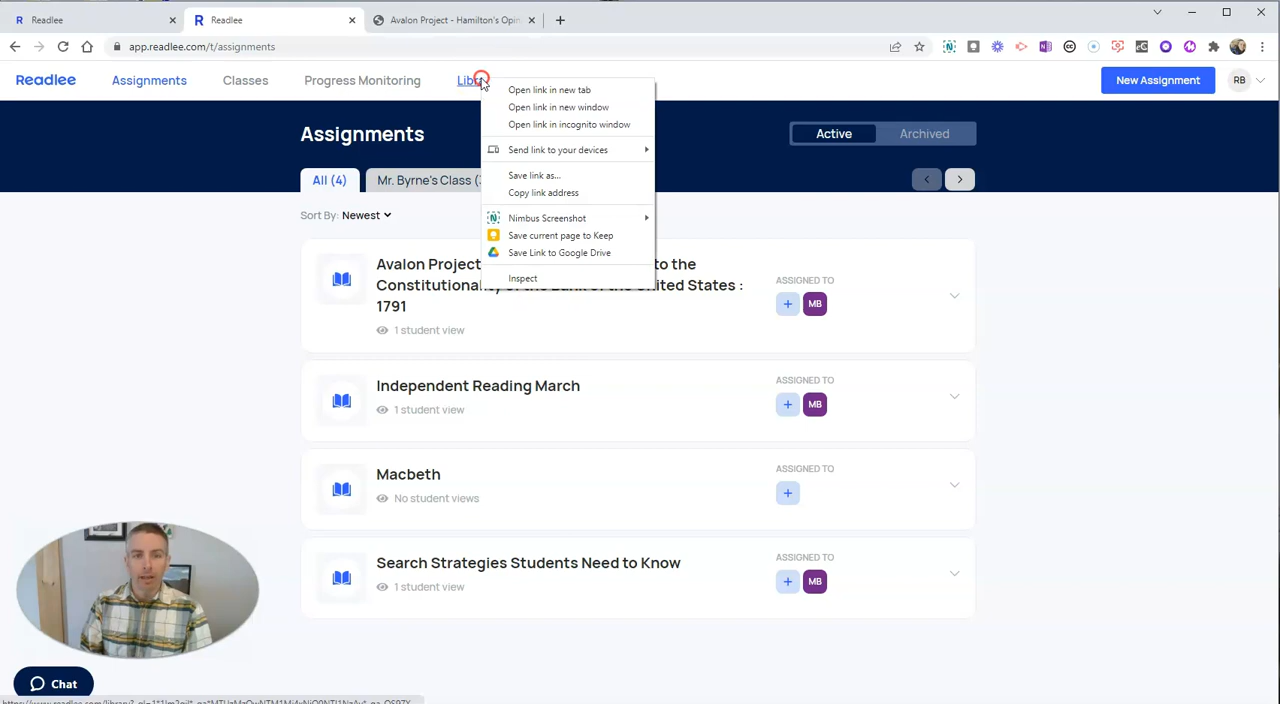 Readlee
Readlee
Avalon Project - Hamilton's Opin
app.readlee.com/t/assignments
Readlee
Assignments
Classes
Progress Monitoring
Libr
New Assignment
RB
Open link in new tab
Open link in new window
Open link in incognito window
Send link to your devices
Save link as...
Copy link address
Nimbus Screenshot
Save current page to Keep
Save Link to Google Drive
Inspect
Assignments
Active
Archived
All (4)
Mr. Byrne's Class (
Sort By: Newest
Avalon Project to the
Constitutionality of the Bank of the United States :
1791
1 student view
ASSIGNED TO
+ MB
Independent Reading March
1 student view
ASSIGNED TO
+ MB
Macbeth
No student views
ASSIGNED TO
+
Search Strategies Students Need to Know
1 student view
ASSIGNED TO
+ MB
Chat